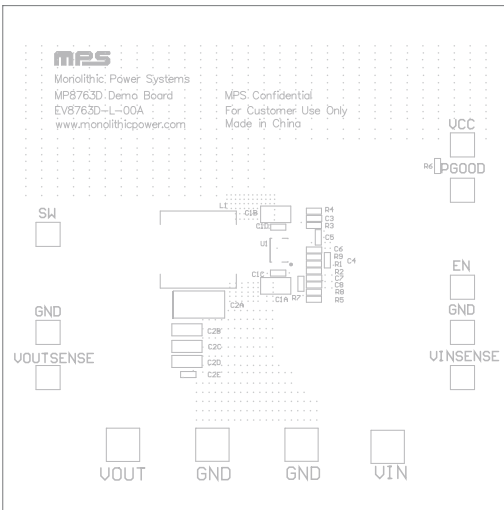 mps
Monolithic Power Systems
MP8763D Demo Board
EV8763D-L-00A
www.monolithicpower.com
MPS Confidential
For Customer Use Only
Made in China
VCC
R6
PGOOD
L1
C1B
C1D
U1
C1C
C1A
R7
R4
C3
R3
C5
C6
R9
R1
C4
R2
C7
C8
R8
R5
SW
GND
VOUTSENSE
C2A
C2B
C2C
C2D
C2E
EN
GND
VINSENSE
VOUT
GND
GND
VIN